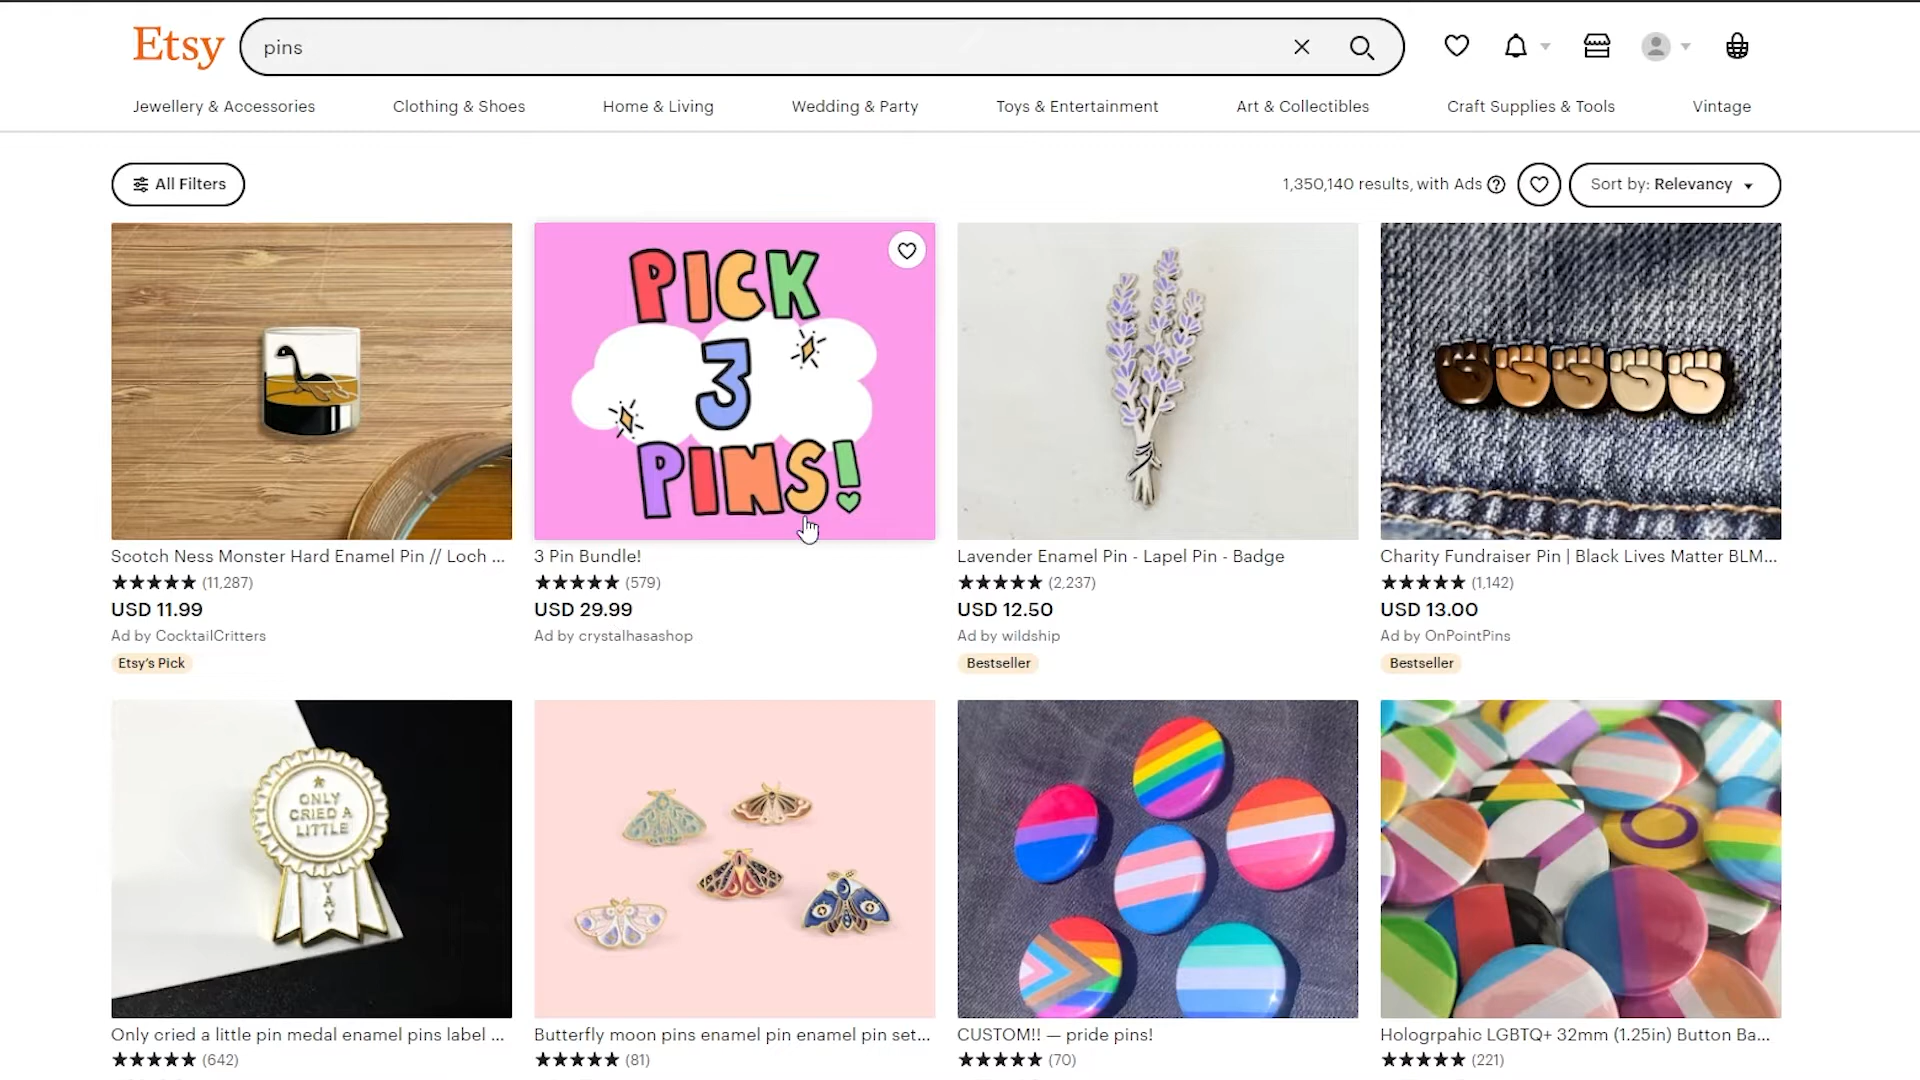 Etsy
pins
Jewellery & Accessories
Clothing & Shoes
Home & Living
Wedding & Party
Toys & Entertainment
Art & Collectibles
Craft Supplies & Tools
Vintage
All Filters
1,350,140 results, with Ads ?
Sort by: Relevancy
PICK
3
PINS!
Scotch Ness Monster Hard Enamel Pin // Loch ...
(11,287)
USD 11.99
Ad by CocktailCritters
Etsy's Pick
3 Pin Bundle!
(579)
USD 29.99
Ad by crystalhasashop
Lavender Enamel Pin - Lapel Pin - Badge
(2,237)
USD 12.50
Ad by wildship
Bestseller
Charity Fundraiser Pin | Black Lives Matter BLM...
(1,142)
USD 13.00
Ad by OnPointPins
Bestseller
ONLY
CRIED A
LITTLE
YAY
Only cried a little pin medal enamel pins label ...
(642)
Butterfly moon pins enamel pin enamel pin set...
(81)
CUSTOM!! — pride pins!
(70)
Hologrpahic LGBTQ+ 32mm (1.25in) Button Ba...
(221)